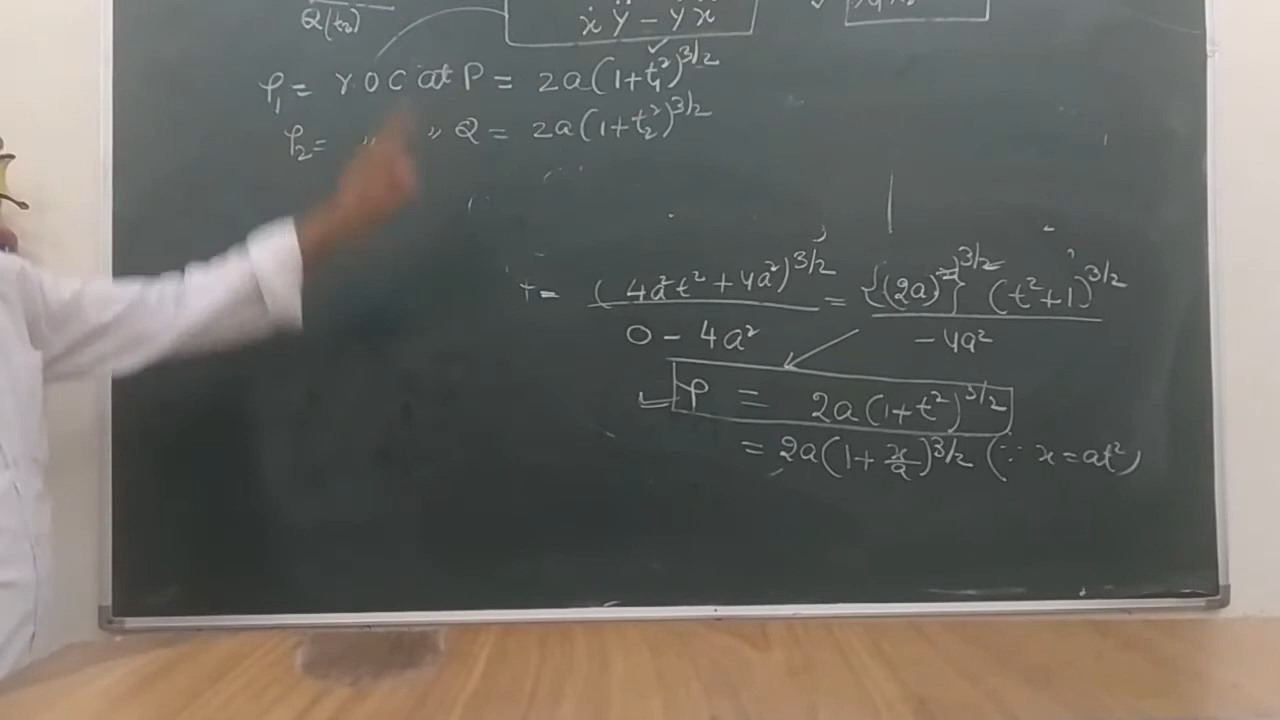 Q(t₂)
ẋ ÿ – ẏ ẍ
ρ₁ = r o c at P = 2a(1+t₁²)^3/2
ρ₂ = " " Q = 2a(1+t₂²)^3/2
= (4a²t² + 4a²)^3/2 / 0 – 4a² = {(2a)²}^3/2 (t²+1)^3/2 / –4a²
ρ = 2a(1+t²)^3/2
= 2a(1+x/a)^3/2 (∵ x = at²)